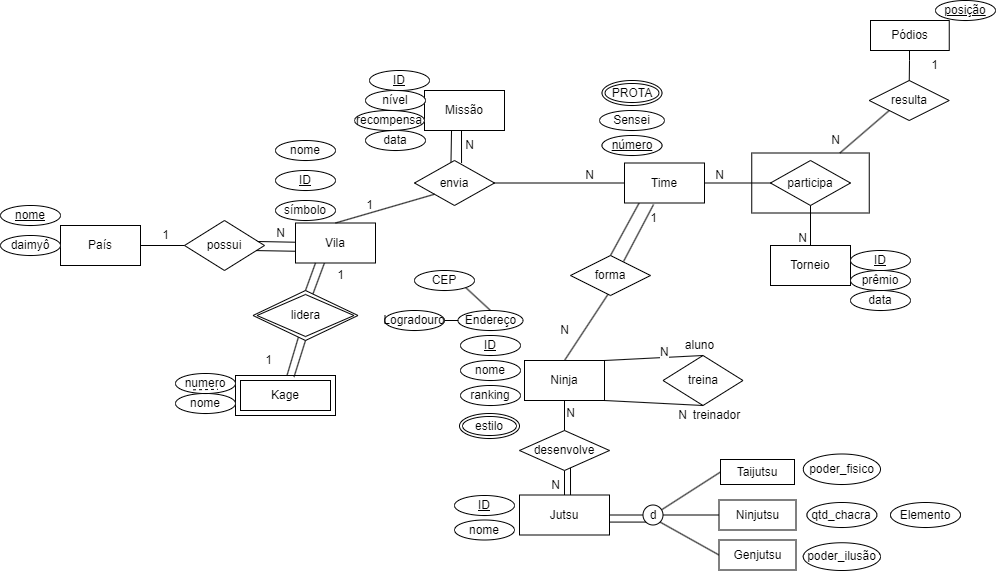 posição
Pódios
1
resulta
N
ID
nível
recompensa
data
Missão
N
envia
N
PROTA
Sensei
número
Time
N
participa
N
Torneio
ID
prêmio
data
nome
ID
símbolo
1
nome
daimyô
País
1
possui
N
Vila
1
lidera
1
numero
nome
Kage
1
forma
N
CEP
Logradouro
Endereço
ID
nome
ranking
estilo
Ninja
N
aluno
treina
N treinador
N
desenvolve
N
ID
nome
Jutsu
d
Taijutsu
poder_fisico
Ninjutsu
qtd_chacra
Elemento
Genjutsu
poder_ilusão